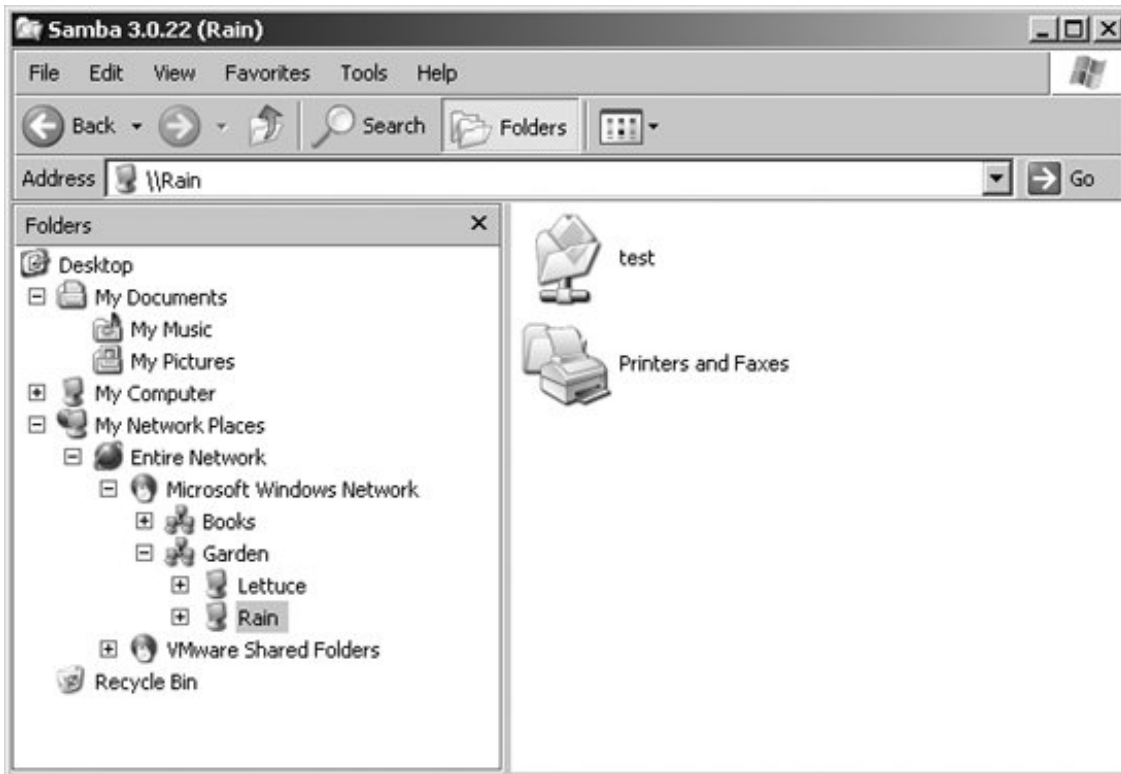 Samba 3.0.22 (Rain)
File Edit View Favorites Tools Help
Back Search Folders
Address \\Rain Go
Folders
Desktop
My Documents
My Music
My Pictures
My Computer
My Network Places
Entire Network
Microsoft Windows Network
Books
Garden
Lettuce
Rain
VMware Shared Folders
Recycle Bin
test
Printers and Faxes